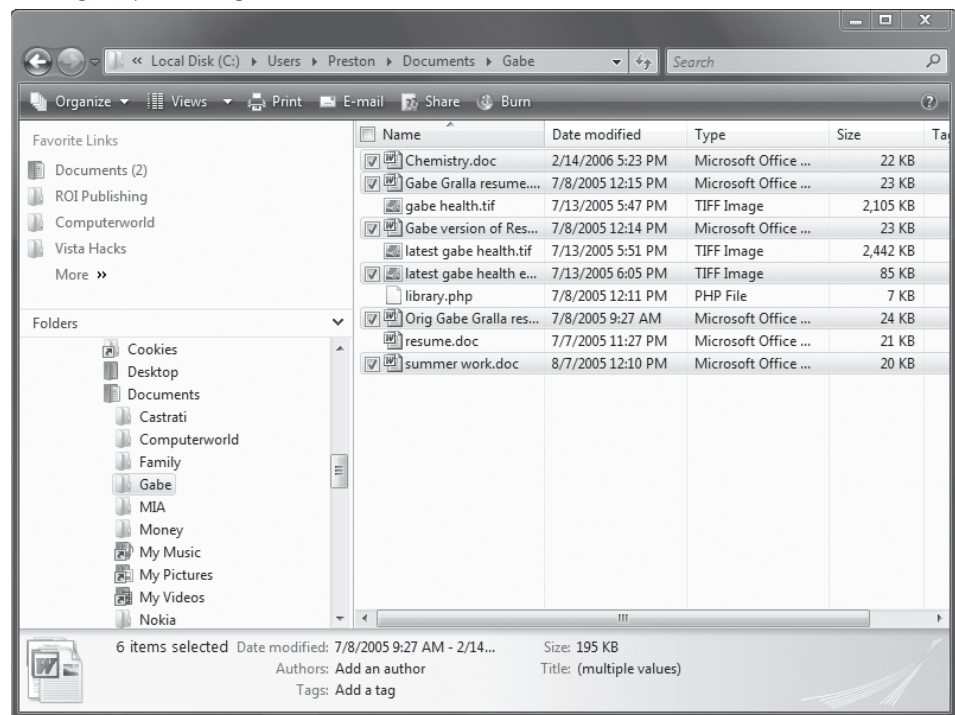 « Local Disk (C:) ▸ Users ▸ Preston ▸ Documents ▸ Gabe
Search
Organize Views Print E-mail Share Burn
Favorite Links
Documents (2)
ROI Publishing
Computerworld
Vista Hacks
More »
Folders
Cookies
Desktop
Documents
Castrati
Computerworld
Family
Gabe
MIA
Money
My Music
My Pictures
My Videos
Nokia
Name Date modified Type Size
Chemistry.doc 2/14/2006 5:23 PM Microsoft Office ... 22 KB
Gabe Gralla resume.... 7/8/2005 12:15 PM Microsoft Office ... 23 KB
gabe health.tif 7/13/2005 5:47 PM TIFF Image 2,105 KB
Gabe version of Res... 7/8/2005 12:14 PM Microsoft Office ... 23 KB
latest gabe health.tif 7/13/2005 5:51 PM TIFF Image 2,442 KB
latest gabe health e... 7/13/2005 6:05 PM TIFF Image 85 KB
library.php 7/8/2005 12:11 PM PHP File 7 KB
Orig Gabe Gralla res... 7/8/2005 9:27 AM Microsoft Office ... 24 KB
resume.doc 7/7/2005 11:27 PM Microsoft Office ... 21 KB
summer work.doc 8/7/2005 12:10 PM Microsoft Office ... 20 KB
6 items selected Date modified: 7/8/2005 9:27 AM - 2/14... Size: 195 KB
Authors: Add an author Title: (multiple values)
Tags: Add a tag